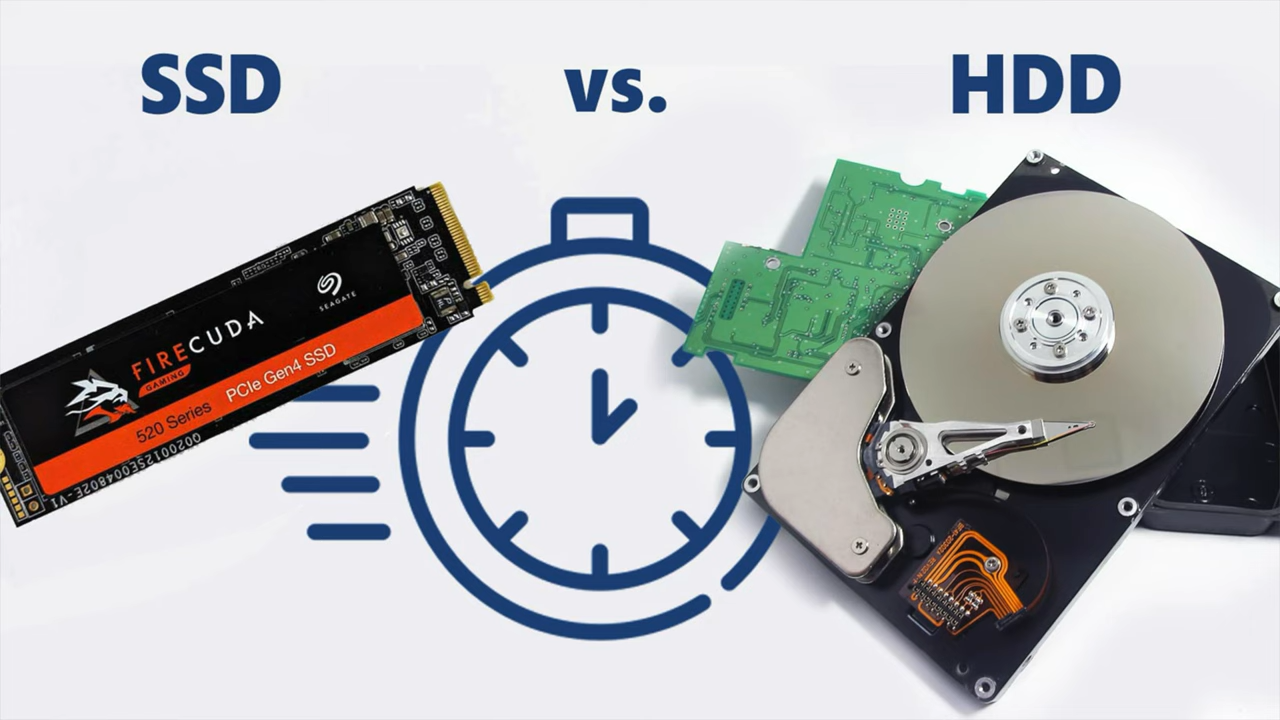 SSD vs. HDD
SEAGATE
FIRECUDA
GAMING
520 Series PCIe Gen4 SSD